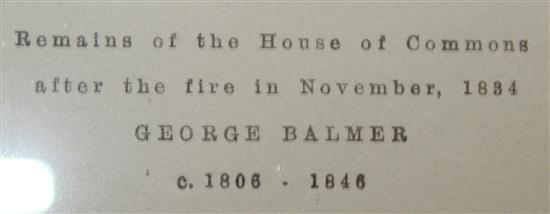 Remains of the House of Commons
after the fire in November, 1834
GEORGE BALMER
c. 1806 - 1846